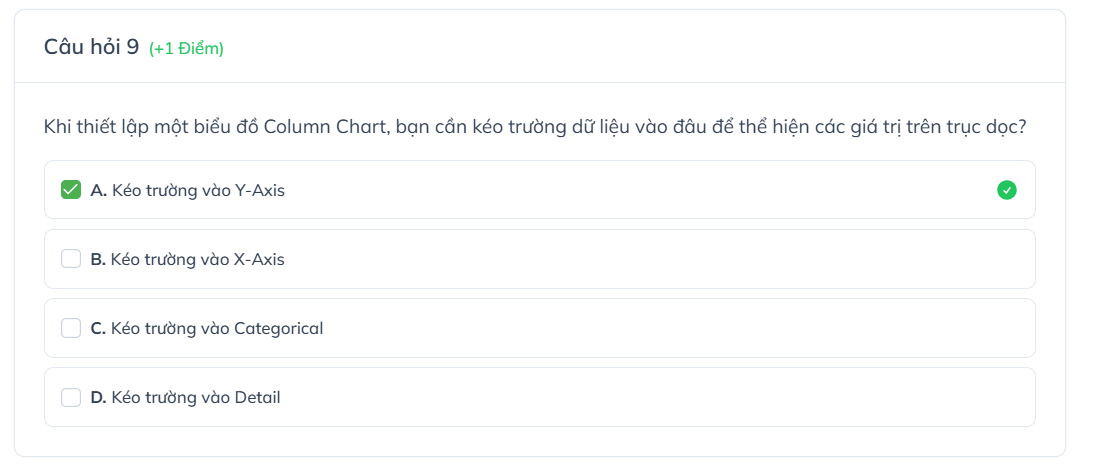 Câu hỏi 9 (+1 Điểm)
Khi thiết lập một biểu đồ Column Chart, bạn cần kéo trường dữ liệu vào đâu để thể hiện các giá trị trên trục dọc?
A. Kéo trường vào Y-Axis
B. Kéo trường vào X-Axis
C. Kéo trường vào Categorical
D. Kéo trường vào Detail